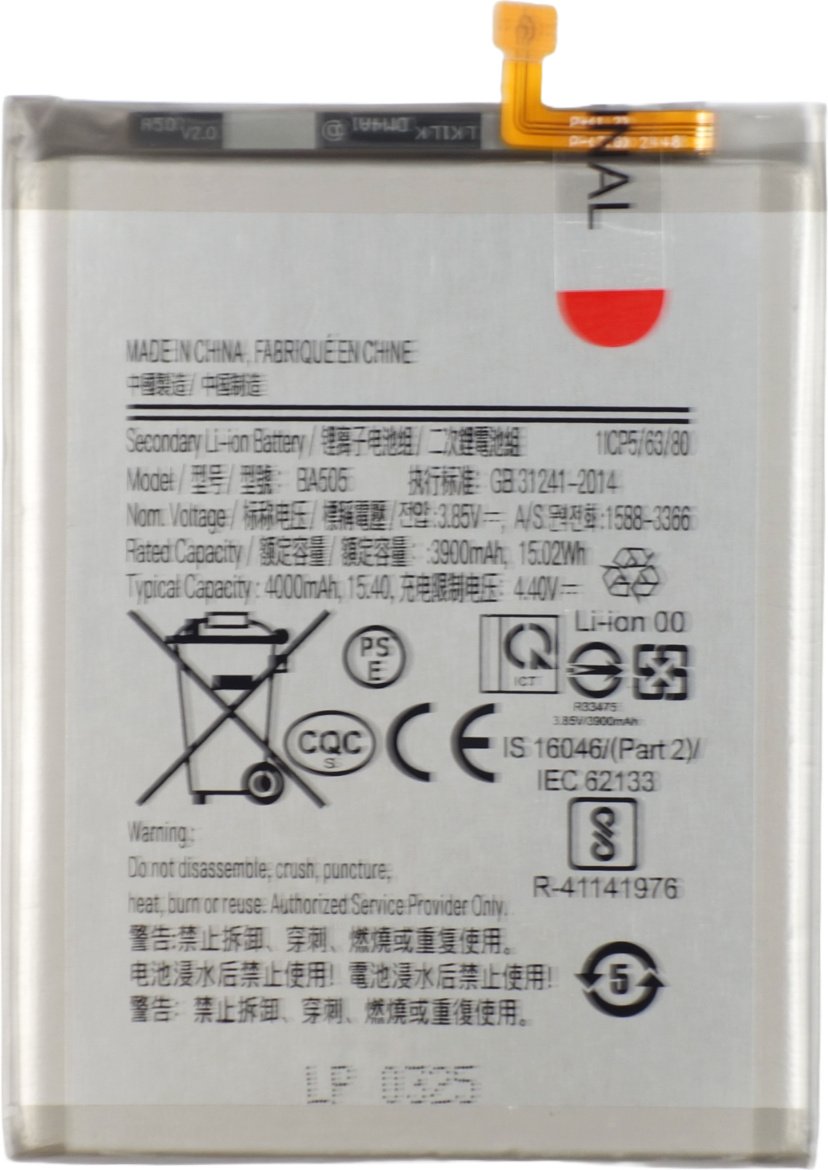 A50
V2.0
LKLL-K
NAL
MADE IN CHINA, FABRIQUÉ EN CHINE
中國製造/ 中国制造
Secondary Li-ion Battery / 锂离子电池组/ 二次鋰電池組 1ICP5/63/80
Model / 型号/ 型號: BA505 执行标准: GB 31241-2014
Nom. Voltage / 标称电压/ 標稱電壓/전압:3.85V⎓, A/S 문의전화:1588-3366
Rated Capacity / 額定容量/ 額定容量: :3900mAh, 15.02Wh
Typical Capacity : 4000mAh, 15.40, 充电限制电压: 4.40V⎓
Li-ion 00
PS
E
ICT
R33475
3.85V/3900mAh
CQC
S
CE
IS 16046/(Part 2)/
IEC 62133
R-41141976
Warning:
Do not disassemble, crush, puncture,
heat, burn or reuse. Authorized Service Provider Only.
警告:禁止拆卸、穿刺、燃燒或重复使用。
电池浸水后禁止使用! 電池浸水后禁止使用!
警告: 禁止拆卸、穿刺、燃燒或重復使用。
5
LP 0325